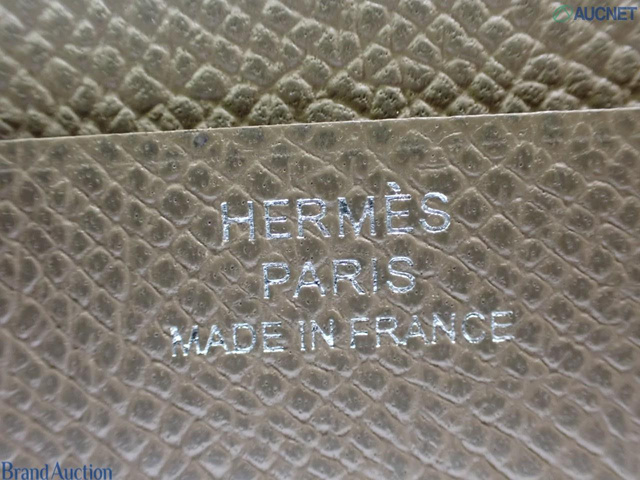 AUCNET
HERMÈS
PARIS
MADE IN FRANCE
BrandAuction